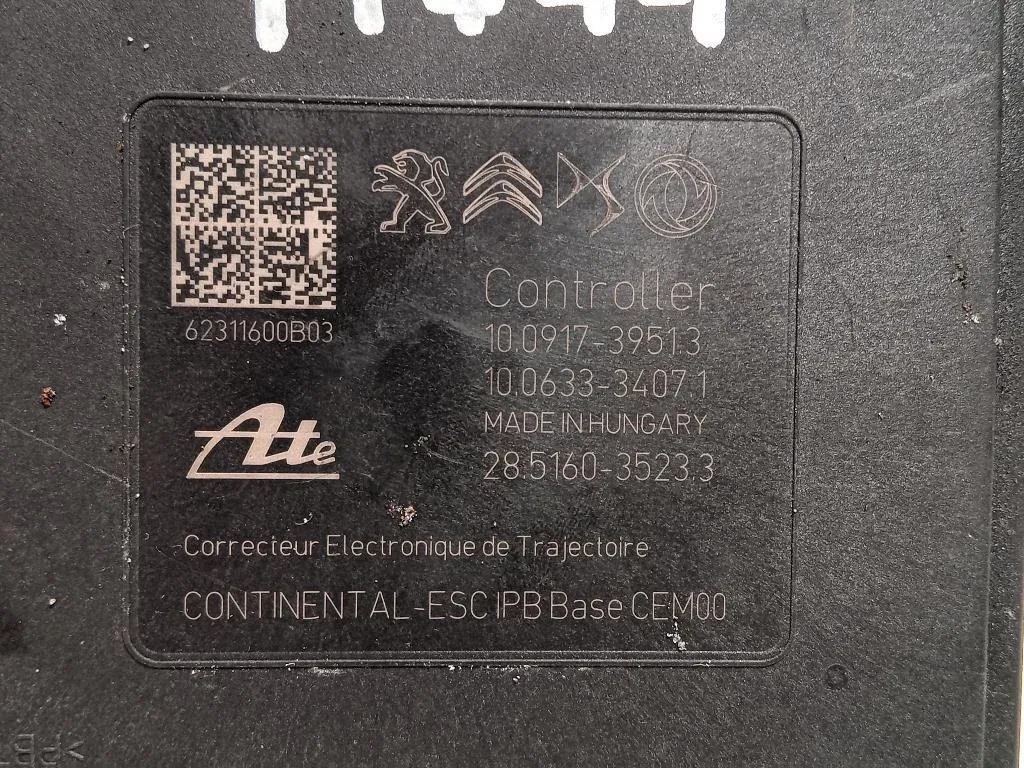 62311600B03
Controller
10.0917-3951.3
10.0633-3407.1
MADE IN HUNGARY
28.5160-3523.3
Ate
Correcteur Electronique de Trajectoire
CONTINENTAL-ESC IPB Base CEM00